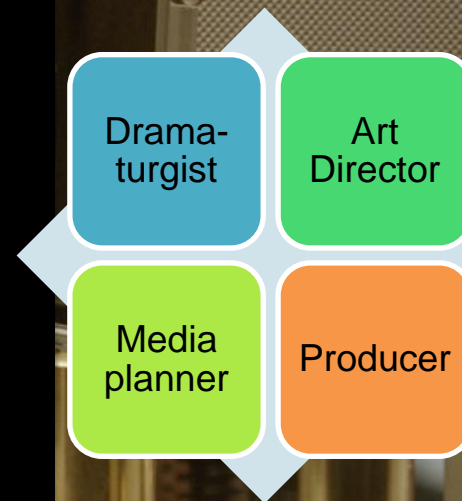 Drama-
turgist
Art
Director
Media
planner
Producer